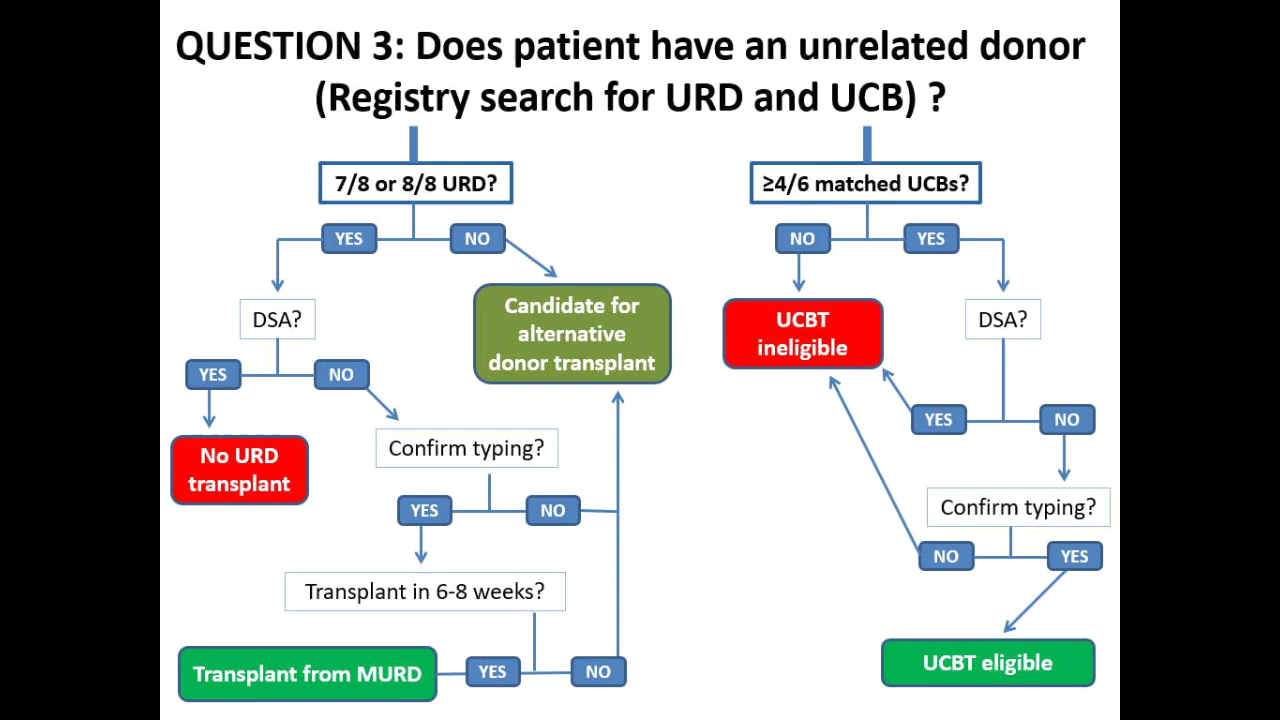 QUESTION 3: Does patient have an unrelated donor
(Registry search for URD and UCB) ?
7/8 or 8/8 URD?
YES
NO
DSA?
YES
NO
No URD
transplant
Candidate for
alternative
donor transplant
Confirm typing?
YES
NO
Transplant in 6-8 weeks?
Transplant from MURD
YES
NO
≥4/6 matched UCBs?
NO
YES
UCBT
ineligible
DSA?
YES
NO
Confirm typing?
NO
YES
UCBT eligible